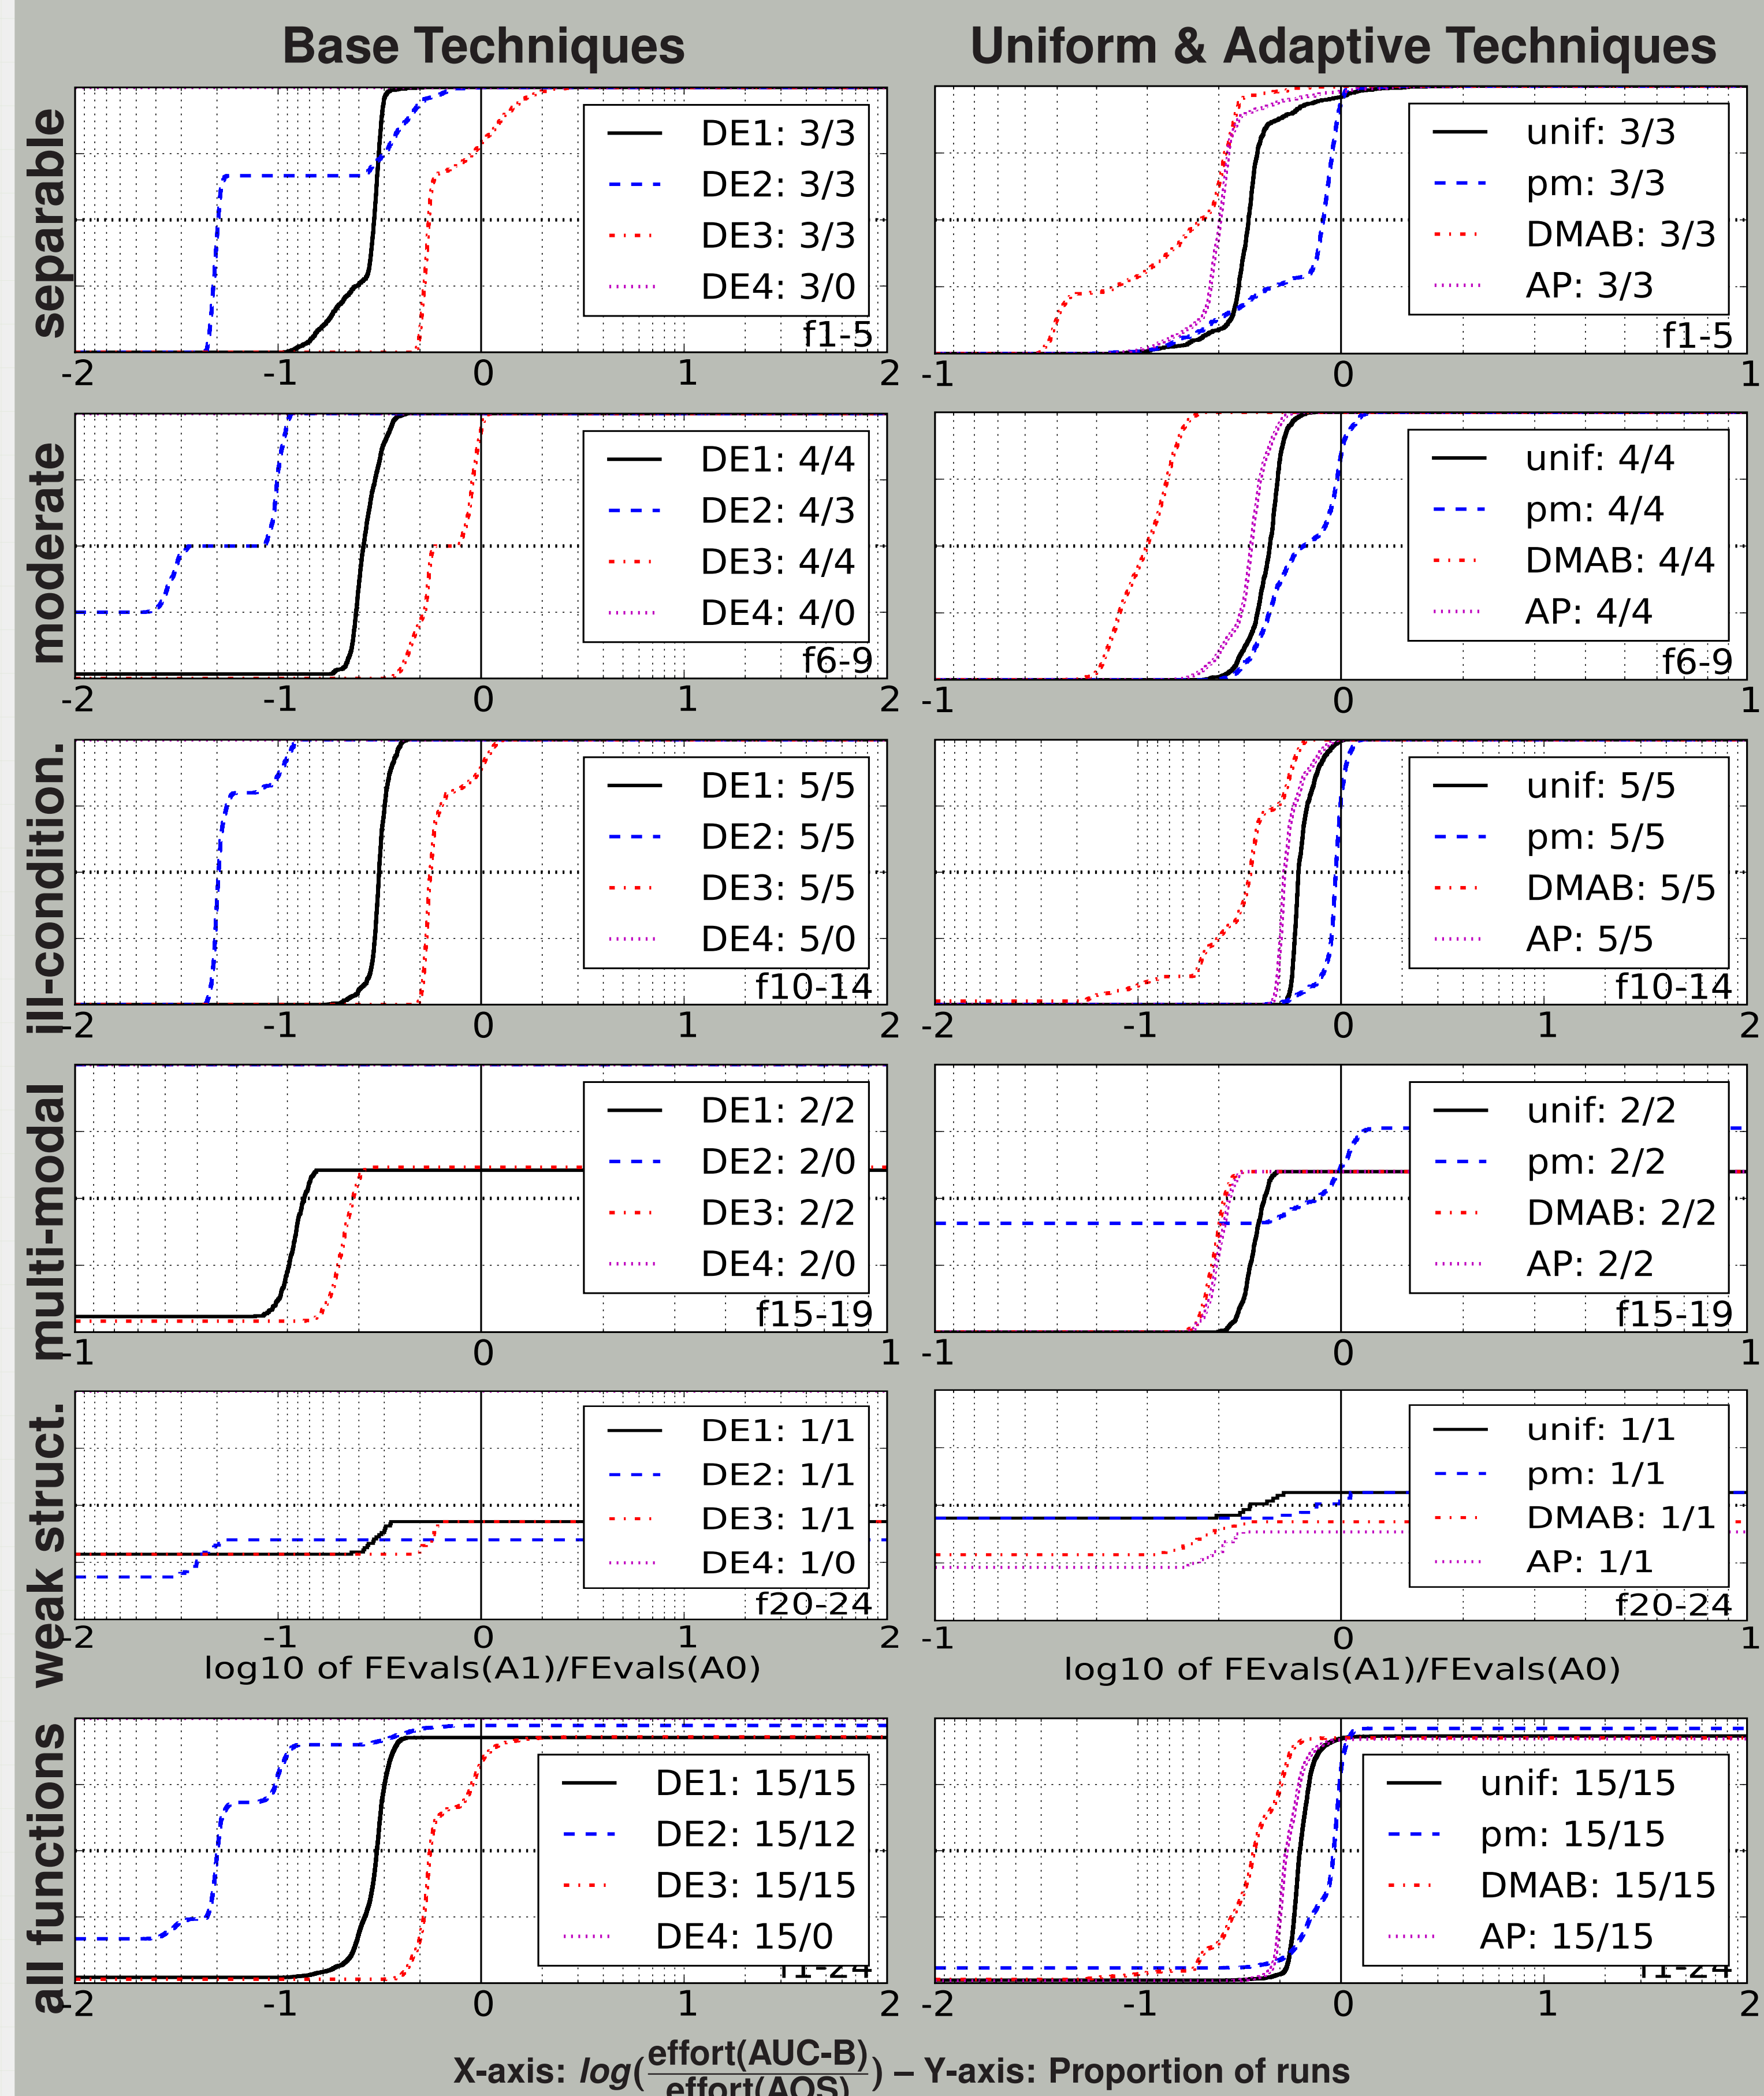 Base Techniques
Uniform & Adaptive Techniques
separable
DE1: 3/3
DE2: 3/3
DE3: 3/3
DE4: 3/0
f1-5
-2 -1 0 1 2
unif: 3/3
pm: 3/3
DMAB: 3/3
AP: 3/3
f1-5
-1 0 1
moderate
DE1: 4/4
DE2: 4/3
DE3: 4/4
DE4: 4/0
f6-9
-2 -1 0 1 2
unif: 4/4
pm: 4/4
DMAB: 4/4
AP: 4/4
f6-9
-1 0 1
ill-condition.
DE1: 5/5
DE2: 5/5
DE3: 5/5
DE4: 5/0
f10-14
-2 -1 0 1 2
unif: 5/5
pm: 5/5
DMAB: 5/5
AP: 5/5
f10-14
-2 -1 0 1 2
multi-modal
DE1: 2/2
DE2: 2/0
DE3: 2/2
DE4: 2/0
f15-19
-1 0 1
unif: 2/2
pm: 2/2
DMAB: 2/2
AP: 2/2
f15-19
-1 0 1
weak struct.
DE1: 1/1
DE2: 1/1
DE3: 1/1
DE4: 1/0
f20-24
-2 -1 0 1 2
log10 of FEvals(A1)/FEvals(A0)
unif: 1/1
pm: 1/1
DMAB: 1/1
AP: 1/1
f20-24
-1 0 1
log10 of FEvals(A1)/FEvals(A0)
all functions
DE1: 15/15
DE2: 15/12
DE3: 15/15
DE4: 15/0
f1-24
-2 -1 0 1 2
unif: 15/15
pm: 15/15
DMAB: 15/15
AP: 15/15
f1-24
-2 -1 0 1 2
X-axis: log(effort(AUC-B)/effort(AOS)) – Y-axis: Proportion of runs